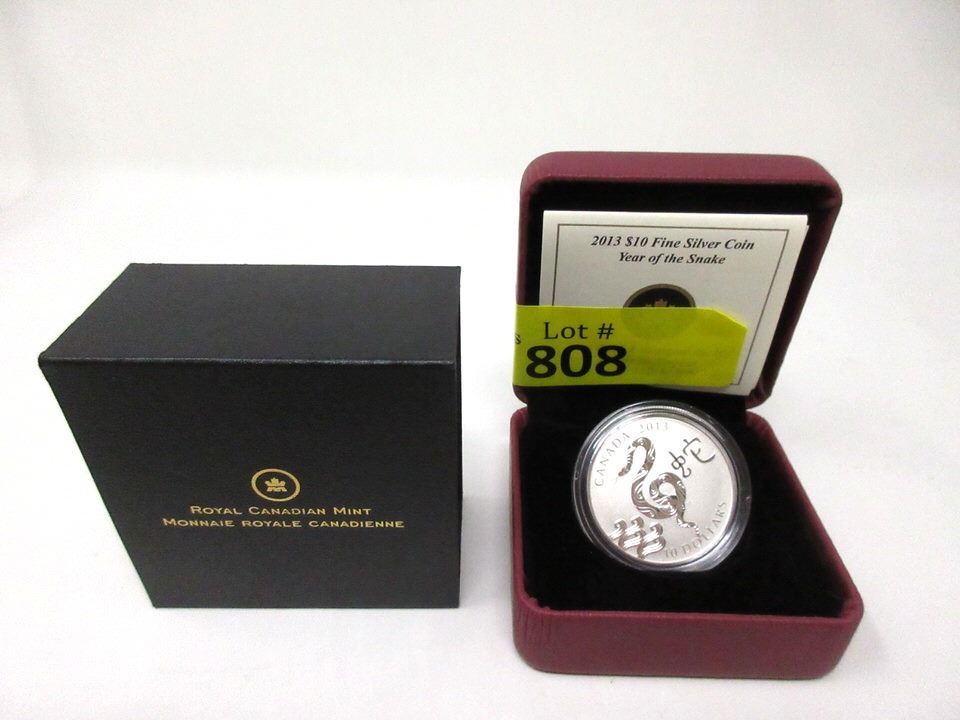 ROYAL CANADIAN MINT
MONNAIE ROYALE CANADIENNE
2013 $10 Fine Silver Coin
Year of the Snake
Lot #
808
CANADA 2013
蛇
10 DOLLARS